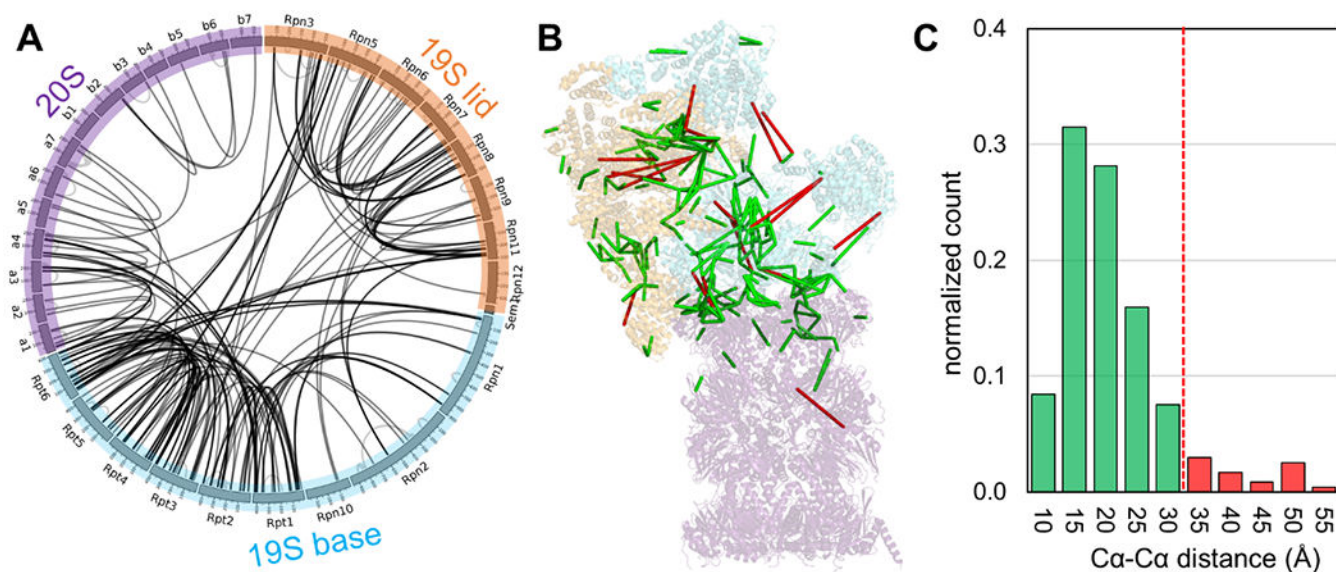 A
20S
19S lid
19S base
b1
b2
b3
b4
b5
b6
b7
Rpn3
Rpn5
Rpn6
Rpn7
Rpn8
Rpn9
Rpn11
Rpn12
Sem1
Rpn1
Rpn2
Rpn10
Rpt1
Rpt2
Rpt3
Rpt4
Rpt5
Rpt6
a1
a2
a3
a4
a5
a6
a7
B
C
normalized count
0.4
0.3
0.2
0.1
0.0
10 15 20 25 30 35 40 45 50 55
Cα-Cα distance (Å)